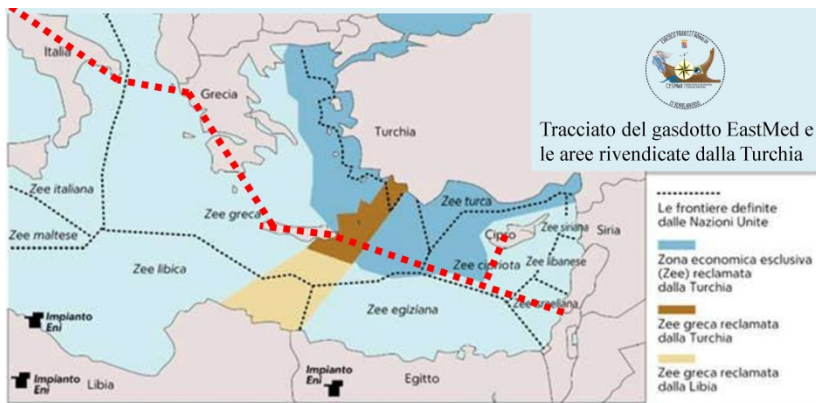 Tracciato del gasdotto EastMed e
le aree rivendicate dalla Turchia
Italia
Grecia
Turchia
Zee italiana
Zee greca
Zee turca
Cipro
Zee siriana
Siria
Zee maltese
Zee libica
Zee cipriota
Zee libanese
Zee israeliana
Zee egiziana
Impianto
Eni
Impianto
Eni
Libia
Impianto
Eni
Egitto
Le frontiere definite
dalle Nazioni Unite
Zona economica esclusiva
(Zee) reclamata
dalla Turchia
Zee greca reclamata
dalla Turchia
Zee greca reclamata
dalla Libia